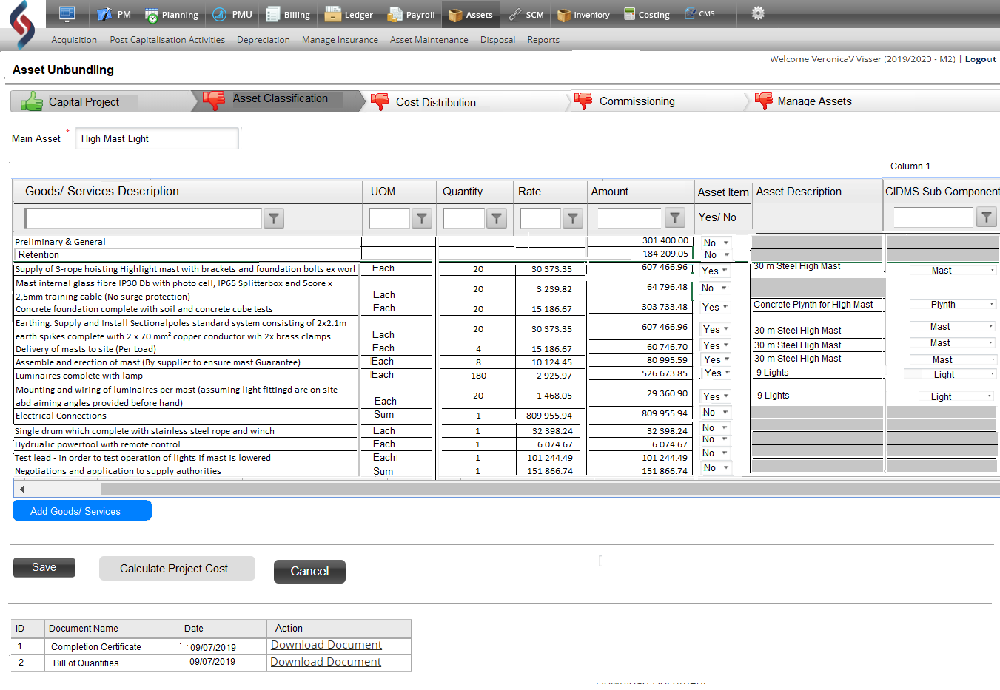 PM Planning PMU Billing Ledger Payroll Assets SCM Inventory Costing CMS
Acquisition Post Capitalisation Activities Depreciation Manage Insurance Asset Maintenance Disposal Reports
Welcome VeronicaV Visser (2019/2020 - M2) | Logout
Asset Unbundling
Capital Project Asset Classification Cost Distribution Commissioning Manage Assets
Main Asset * High Mast Light
Column 1
Goods/ Services Description UOM Quantity Rate Amount Asset Item Asset Description CIDMS Sub Component
Yes/ No
Preliminary & General 301 400.00 No
Retention 184 209.05 No
Supply of 3-rope hoisting Highlight mast with brackets and foundation bolts ex worl Each 20 30 373.35 607 466.96 Yes 30 m Steel High Mast Mast
Mast internal glass fibre IP30 Db with photo cell, IP65 Splitterbox and 5core x
2,5mm training cable (No surge protection) Each 20 3 239.82 64 796.48 No
Concrete foundation complete with soil and concrete cube tests Each 20 15 186.67 303 733.48 Yes Concrete Plynth for High Mast Plynth
Earthing: Supply and Install Sectionalpoles standard system consisting of 2x2.1m
earth spikes complete with 2 x 70 mm² copper conductor wih 2x brass clamps Each 20 30 373.35 607 466.96 Yes 30 m Steel High Mast Mast
Delivery of masts to site (Per Load) Each 4 15 186.67 60 746.70 Yes 30 m Steel High Mast Mast
Assemble and erection of mast (By supplier to ensure mast Guarantee) Each 8 10 124.45 80 995.59 Yes 30 m Steel High Mast Mast
Luminaires complete with lamp Each 180 2 925.97 526 673.85 Yes 9 Lights Light
Mounting and wiring of luminaires per mast (assuming light fittingd are on site
abd aiming angles provided before hand) Each 20 1 468.05 29 360.90 Yes 9 Lights Light
Electrical Connections Sum 1 809 955.94 809 955.94 No
Single drum which complete with stainless steel rope and winch Each 1 32 398.24 32 398.24 No
Hydrualic powertool with remote control Each 1 6 074.67 6 074.67 No
Test lead - in order to test operation of lights if mast is lowered Each 1 101 244.49 101 244.49 No
Negotiations and application to supply authorities Sum 1 151 866.74 151 866.74 No
Add Goods/ Services
Save Calculate Project Cost Cancel
ID Document Name Date Action
1 Completion Certificate 09/07/2019 Download Document
2 Bill of Quantities 09/07/2019 Download Document